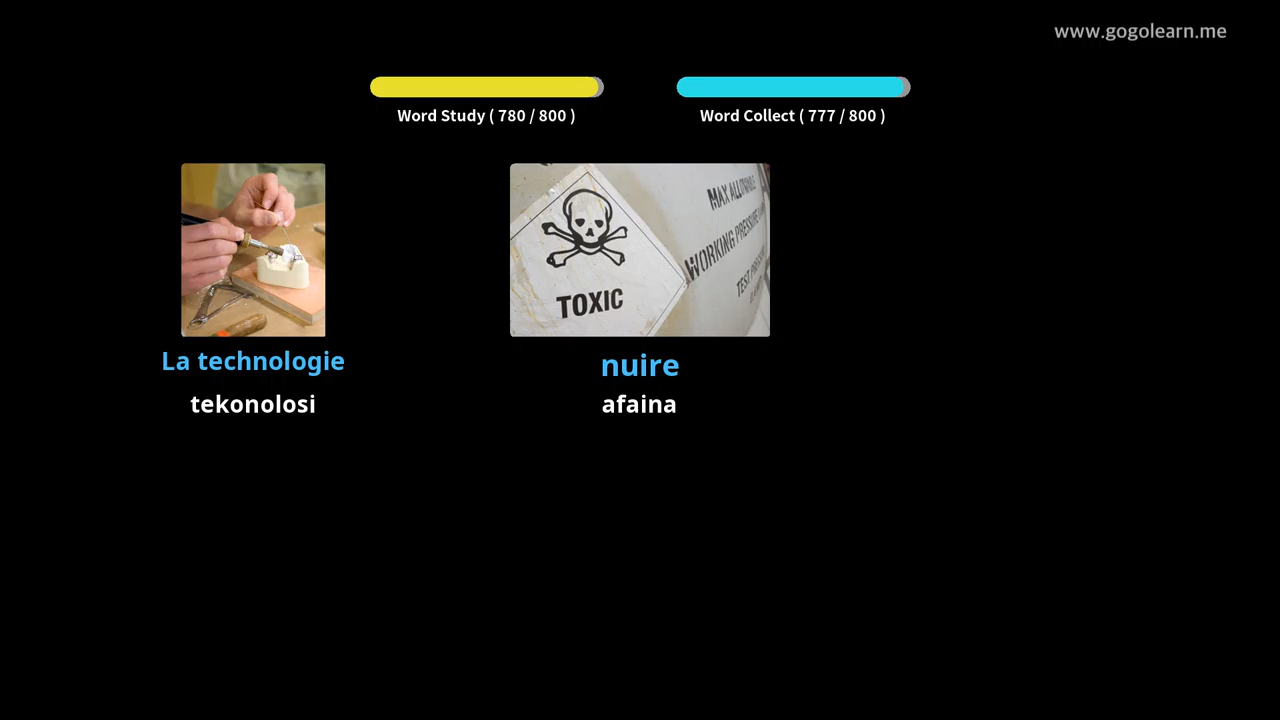 www.gogolearn.me
Word Study ( 780 / 800 )
Word Collect ( 777 / 800 )
TOXIC
MAX ALLOWABLE
WORKING PRESSURE
La technologie
nuire
tekonolosi
afaina